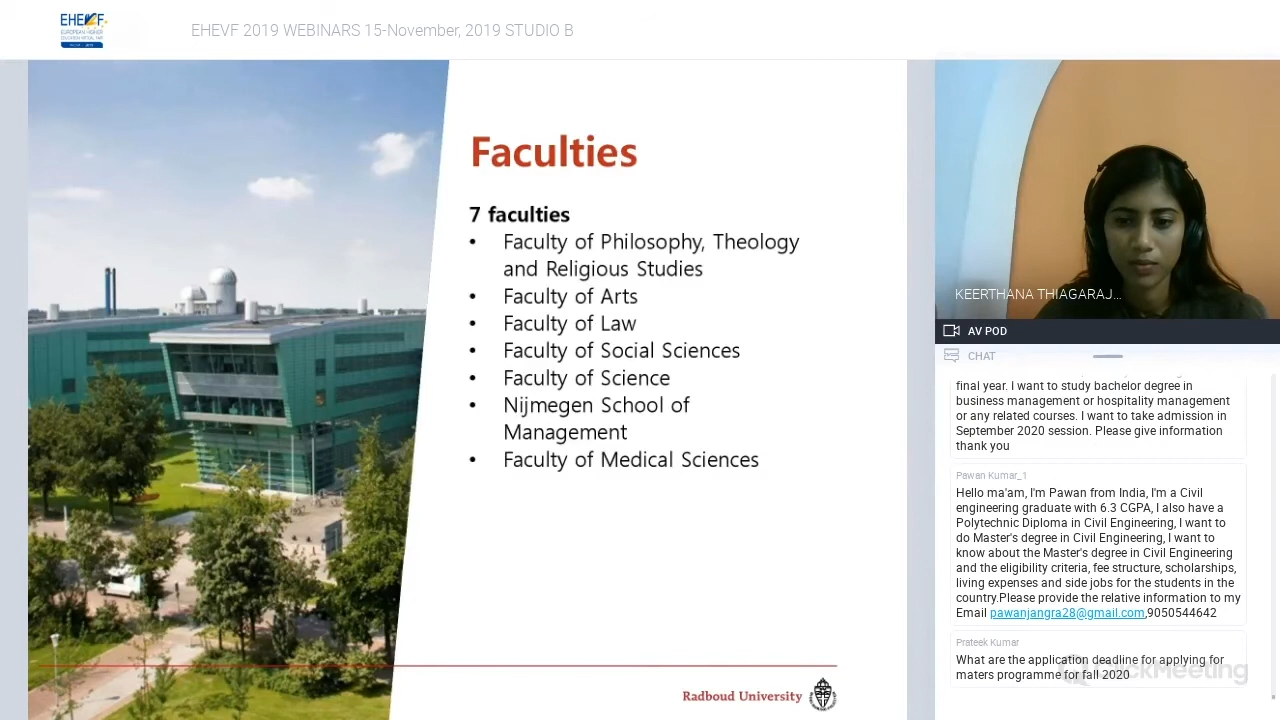 EHEVF
EUROPEAN HIGHER
EDUCATION VIRTUAL FAIR
EHEVF 2019 WEBINARS 15-November, 2019 STUDIO B
Faculties
7 faculties
• Faculty of Philosophy, Theology
and Religious Studies
• Faculty of Arts
• Faculty of Law
• Faculty of Social Sciences
• Faculty of Science
• Nijmegen School of
Management
• Faculty of Medical Sciences
Radboud University
KEERTHANA THIAGARAJ...
AV POD
CHAT
final year. I want to study bachelor degree in
business management or hospitality management
or any related courses. I want to take admission in
September 2020 session. Please give information
thank you
Pawan Kumar_1
Hello ma'am, I'm Pawan from India, I'm a Civil
engineering graduate with 6.3 CGPA, I also have a
Polytechnic Diploma in Civil Engineering, I want to
do Master's degree in Civil Engineering, I want to
know about the Master's degree in Civil Engineering
and the eligibility criteria, fee structure, scholarships,
living expenses and side jobs for the students in the
country.Please provide the relative information to my
Email pawanjangra28@gmail.com,9050544642
Prateek Kumar
What are the application deadline for applying for
maters programme for fall 2020